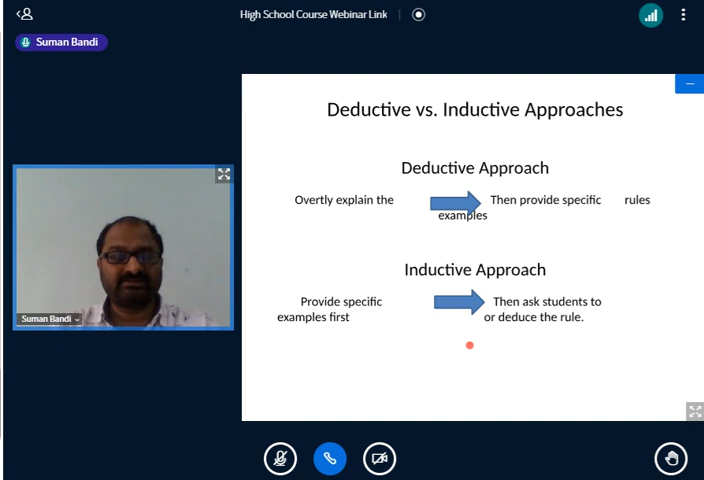 High School Course Webinar Link
Suman Bandi
Deductive vs. Inductive Approaches
Deductive Approach
Overtly explain the Then provide specific rules
examples
Inductive Approach
Provide specific Then ask students to
examples first or deduce the rule.
Suman Bandi